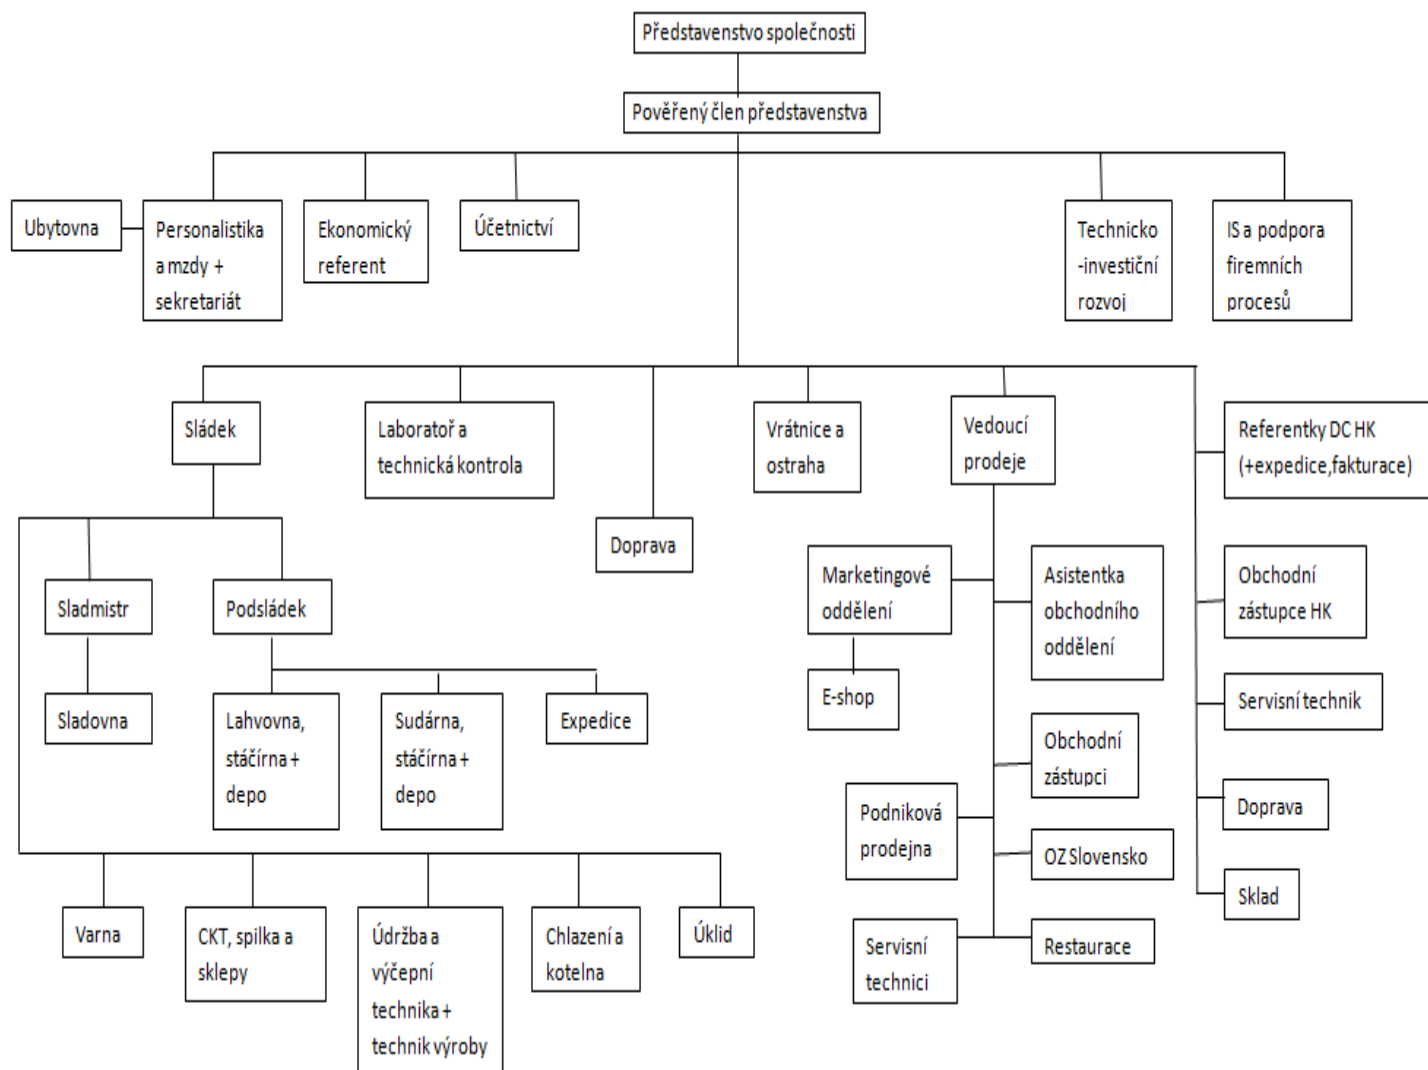 Představenstvo společnosti
Pověřený člen představenstva
Ubytovna
Personalistika
a mzdy +
sekretariát
Ekonomický
referent
Účetnictví
Technicko
-investiční
rozvoj
IS a podpora
firemních
procesů
Sládek
Laboratoř a
technická kontrola
Doprava
Vrátnice a
ostraha
Vedoucí
prodeje
Referentky DC HK
(+expedice,fakturace)
Sladmistr
Podsládek
Marketingové
oddělení
Asistentka
obchodního
oddělení
Obchodní
zástupce HK
Sladovna
Lahvovna,
stáčírna +
depo
Sudárna,
stáčírna +
depo
Expedice
E-shop
Servisní technik
Obchodní
zástupci
Podniková
prodejna
Doprava
OZ Slovensko
Sklad
Varna
CKT, spilka a
sklepy
Údržba a
výčepní
technika +
technik výroby
Chlazení a
kotelna
Úklid
Servisní
technici
Restaurace